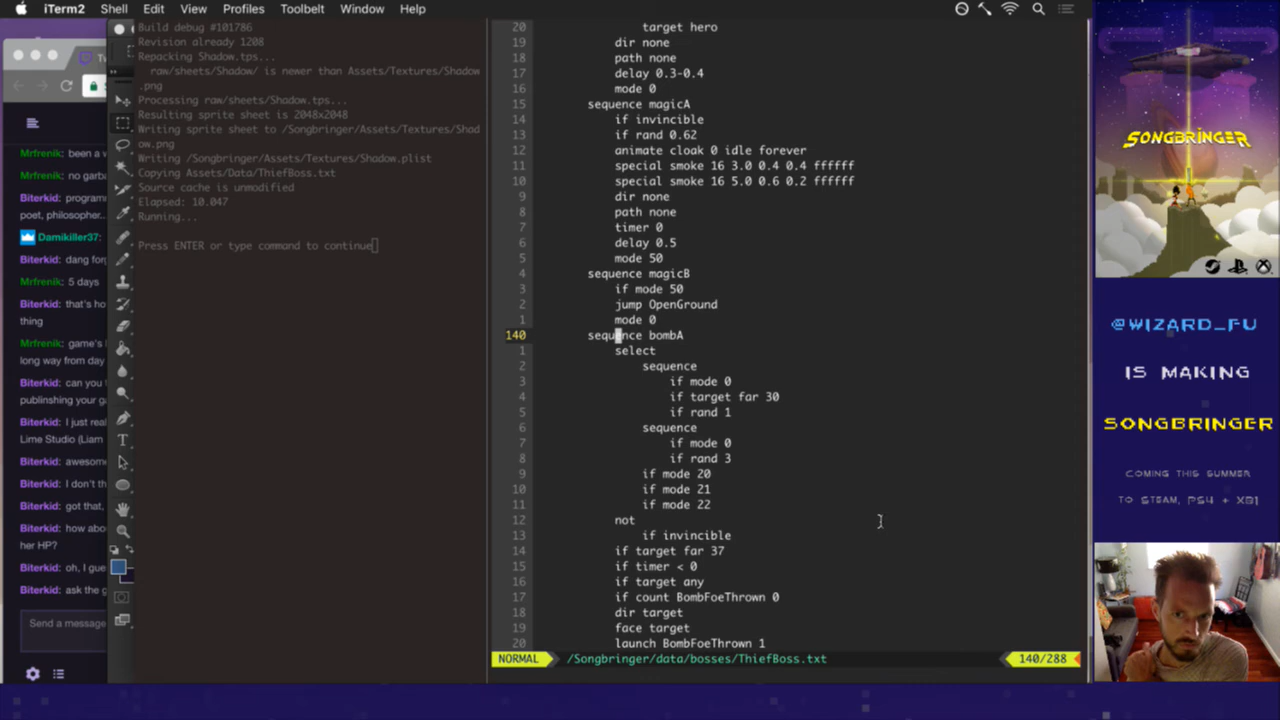 iTerm2 Shell Edit View Profiles Toolbelt Window Help
Mrfrenik: been a w
Mrfrenik: no garba
Biterkid: program
poet, philosopher...
Damikiller37:
Biterkid: dang forg
Mrfrenik: 5 days
Biterkid: that's ho
thing
Mrfrenik: game's l
long way from day
Biterkid: can you t
publinshing your ga
Biterkid: I just real
Lime Studio (Liam
Biterkid: awesome
Biterkid: I don't th
Biterkid: got that,
Biterkid: how abou
her HP?
Biterkid: oh, I gue
Biterkid: ask the g
Send a message
Build debug #101786
Revision already 1208
Repacking Shadow.tps...
raw/sheets/Shadow/ is newer than Assets/Textures/Shadow
.png
Processing raw/sheets/Shadow.tps...
Resulting sprite sheet is 2048x2048
Writing sprite sheet to /Songbringer/Assets/Textures/Shad
ow.png
Writing /Songbringer/Assets/Textures/Shadow.plist
Copying Assets/Data/ThiefBoss.txt
Source cache is unmodified
Elapsed: 10.047
Running...
Press ENTER or type command to continue
20 target hero
19 dir none
18 path none
17 delay 0.3-0.4
16 mode 0
15 sequence magicA
14 if invincible
13 if rand 0.62
12 animate cloak 0 idle forever
11 special smoke 16 3.0 0.4 0.4 ffffff
10 special smoke 16 5.0 0.6 0.2 ffffff
9 dir none
8 path none
7 timer 0
6 delay 0.5
5 mode 50
4 sequence magicB
3 if mode 50
2 jump OpenGround
1 mode 0
140 sequence bombA
1 select
2 sequence
3 if mode 0
4 if target far 30
5 if rand 1
6 sequence
7 if mode 0
8 if rand 3
9 if mode 20
10 if mode 21
11 if mode 22
12 not
13 if invincible
14 if target far 37
15 if timer < 0
16 if target any
17 if count BombFoeThrown 0
18 dir target
19 face target
20 launch BombFoeThrown 1
NORMAL /Songbringer/data/bosses/ThiefBoss.txt 140/288
SONGBRINGER
@WIZARD_FU
IS MAKING
SONGBRINGER
COMING THIS SUMMER
TO STEAM, PS4 + XB1